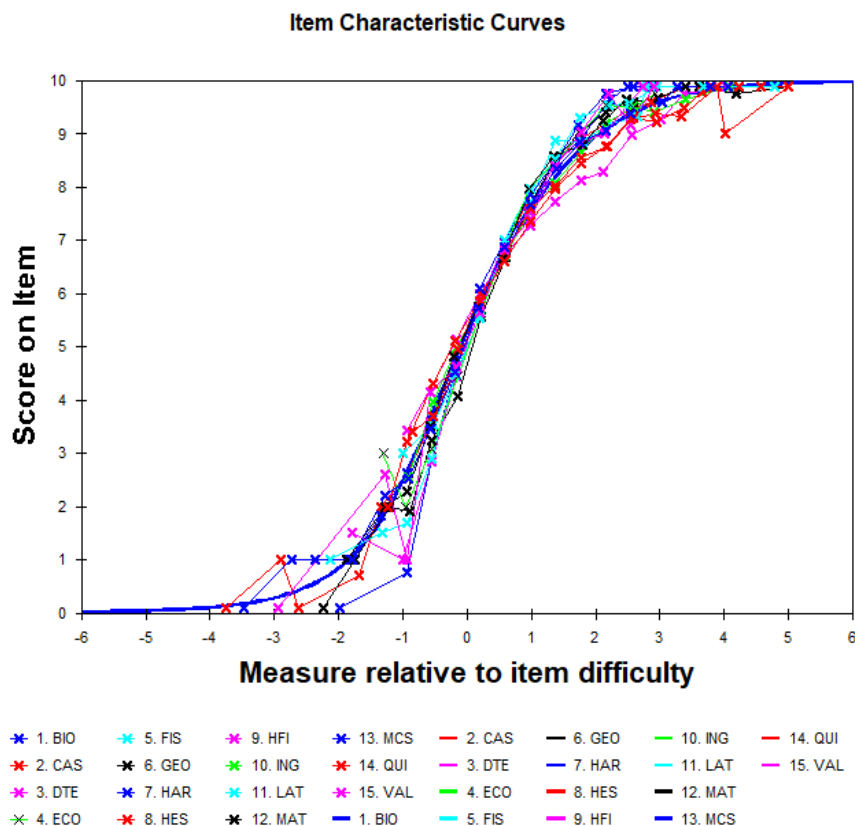 Item Characteristic Curves
10
9
8
7
6
5
4
3
2
1
0
Score on Item
-6 -5 -4 -3 -2 -1 0 1 2 3 4 5 6
Measure relative to item difficulty
1. BIO 5. FIS 9. HFI 13. MCS 2. CAS 6. GEO 10. ING 14. QUI
2. CAS 6. GEO 10. ING 14. QUI 3. DTE 7. HAR 11. LAT 15. VAL
3. DTE 7. HAR 11. LAT 15. VAL 4. ECO 8. HES 12. MAT
4. ECO 8. HES 12. MAT 1. BIO 5. FIS 9. HFI 13. MCS